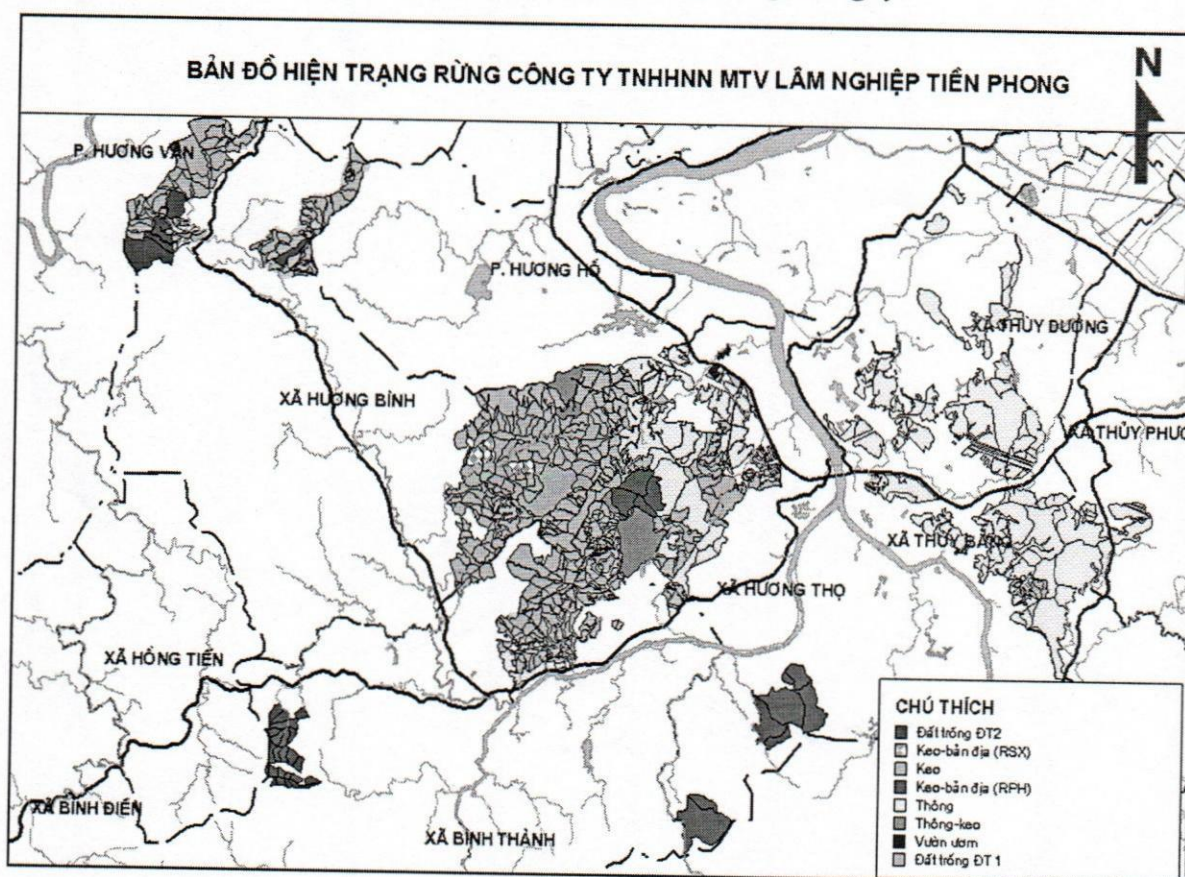 BẢN ĐỒ HIỆN TRẠNG RỪNG CÔNG TY TNHHNN MTV LÂM NGHIỆP TIỀN PHONG
N
P. HƯƠNG VÂN
P. HƯƠNG HỒ
XÃ THỦY DƯƠNG
XÃ HƯƠNG BÌNH
XÃ THỦY PHƯƠ
XÃ THỦY BẰNG
XÃ HƯƠNG THỌ
XÃ HỒNG TIẾN
XÃ BÌNH ĐIỀN
XÃ BÌNH THÀNH
CHÚ THÍCH
Đất trống ĐT2
Keo-bản địa (RSX)
Keo
Keo-bản địa (RPH)
Thông
Thông-keo
Vườn ươm
Đất trống ĐT1